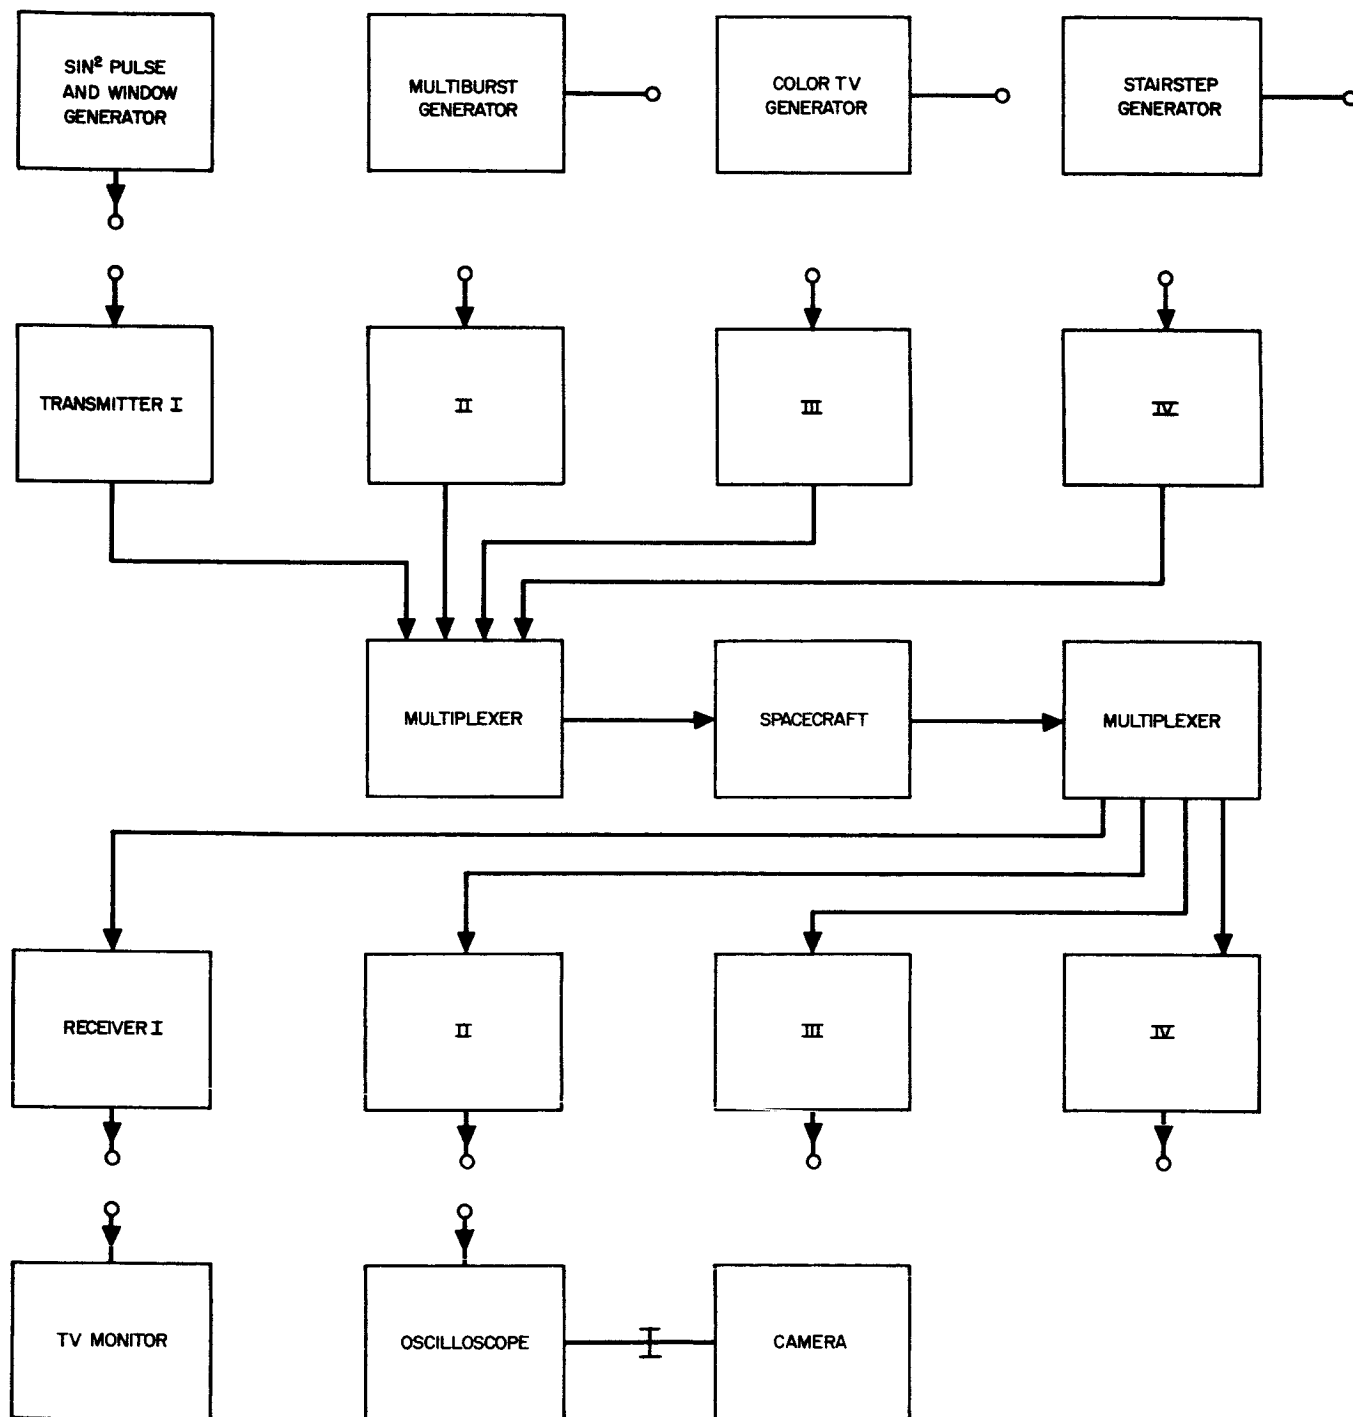 SIN² PULSE
AND WINDOW
GENERATOR
MULTIBURST
GENERATOR
COLOR TV
GENERATOR
STAIRSTEP
GENERATOR
TRANSMITTER I
II
III
IV
MULTIPLEXER
SPACECRAFT
MULTIPLEXER
RECEIVER I
II
III
IV
TV MONITOR
OSCILLOSCOPE
CAMERA